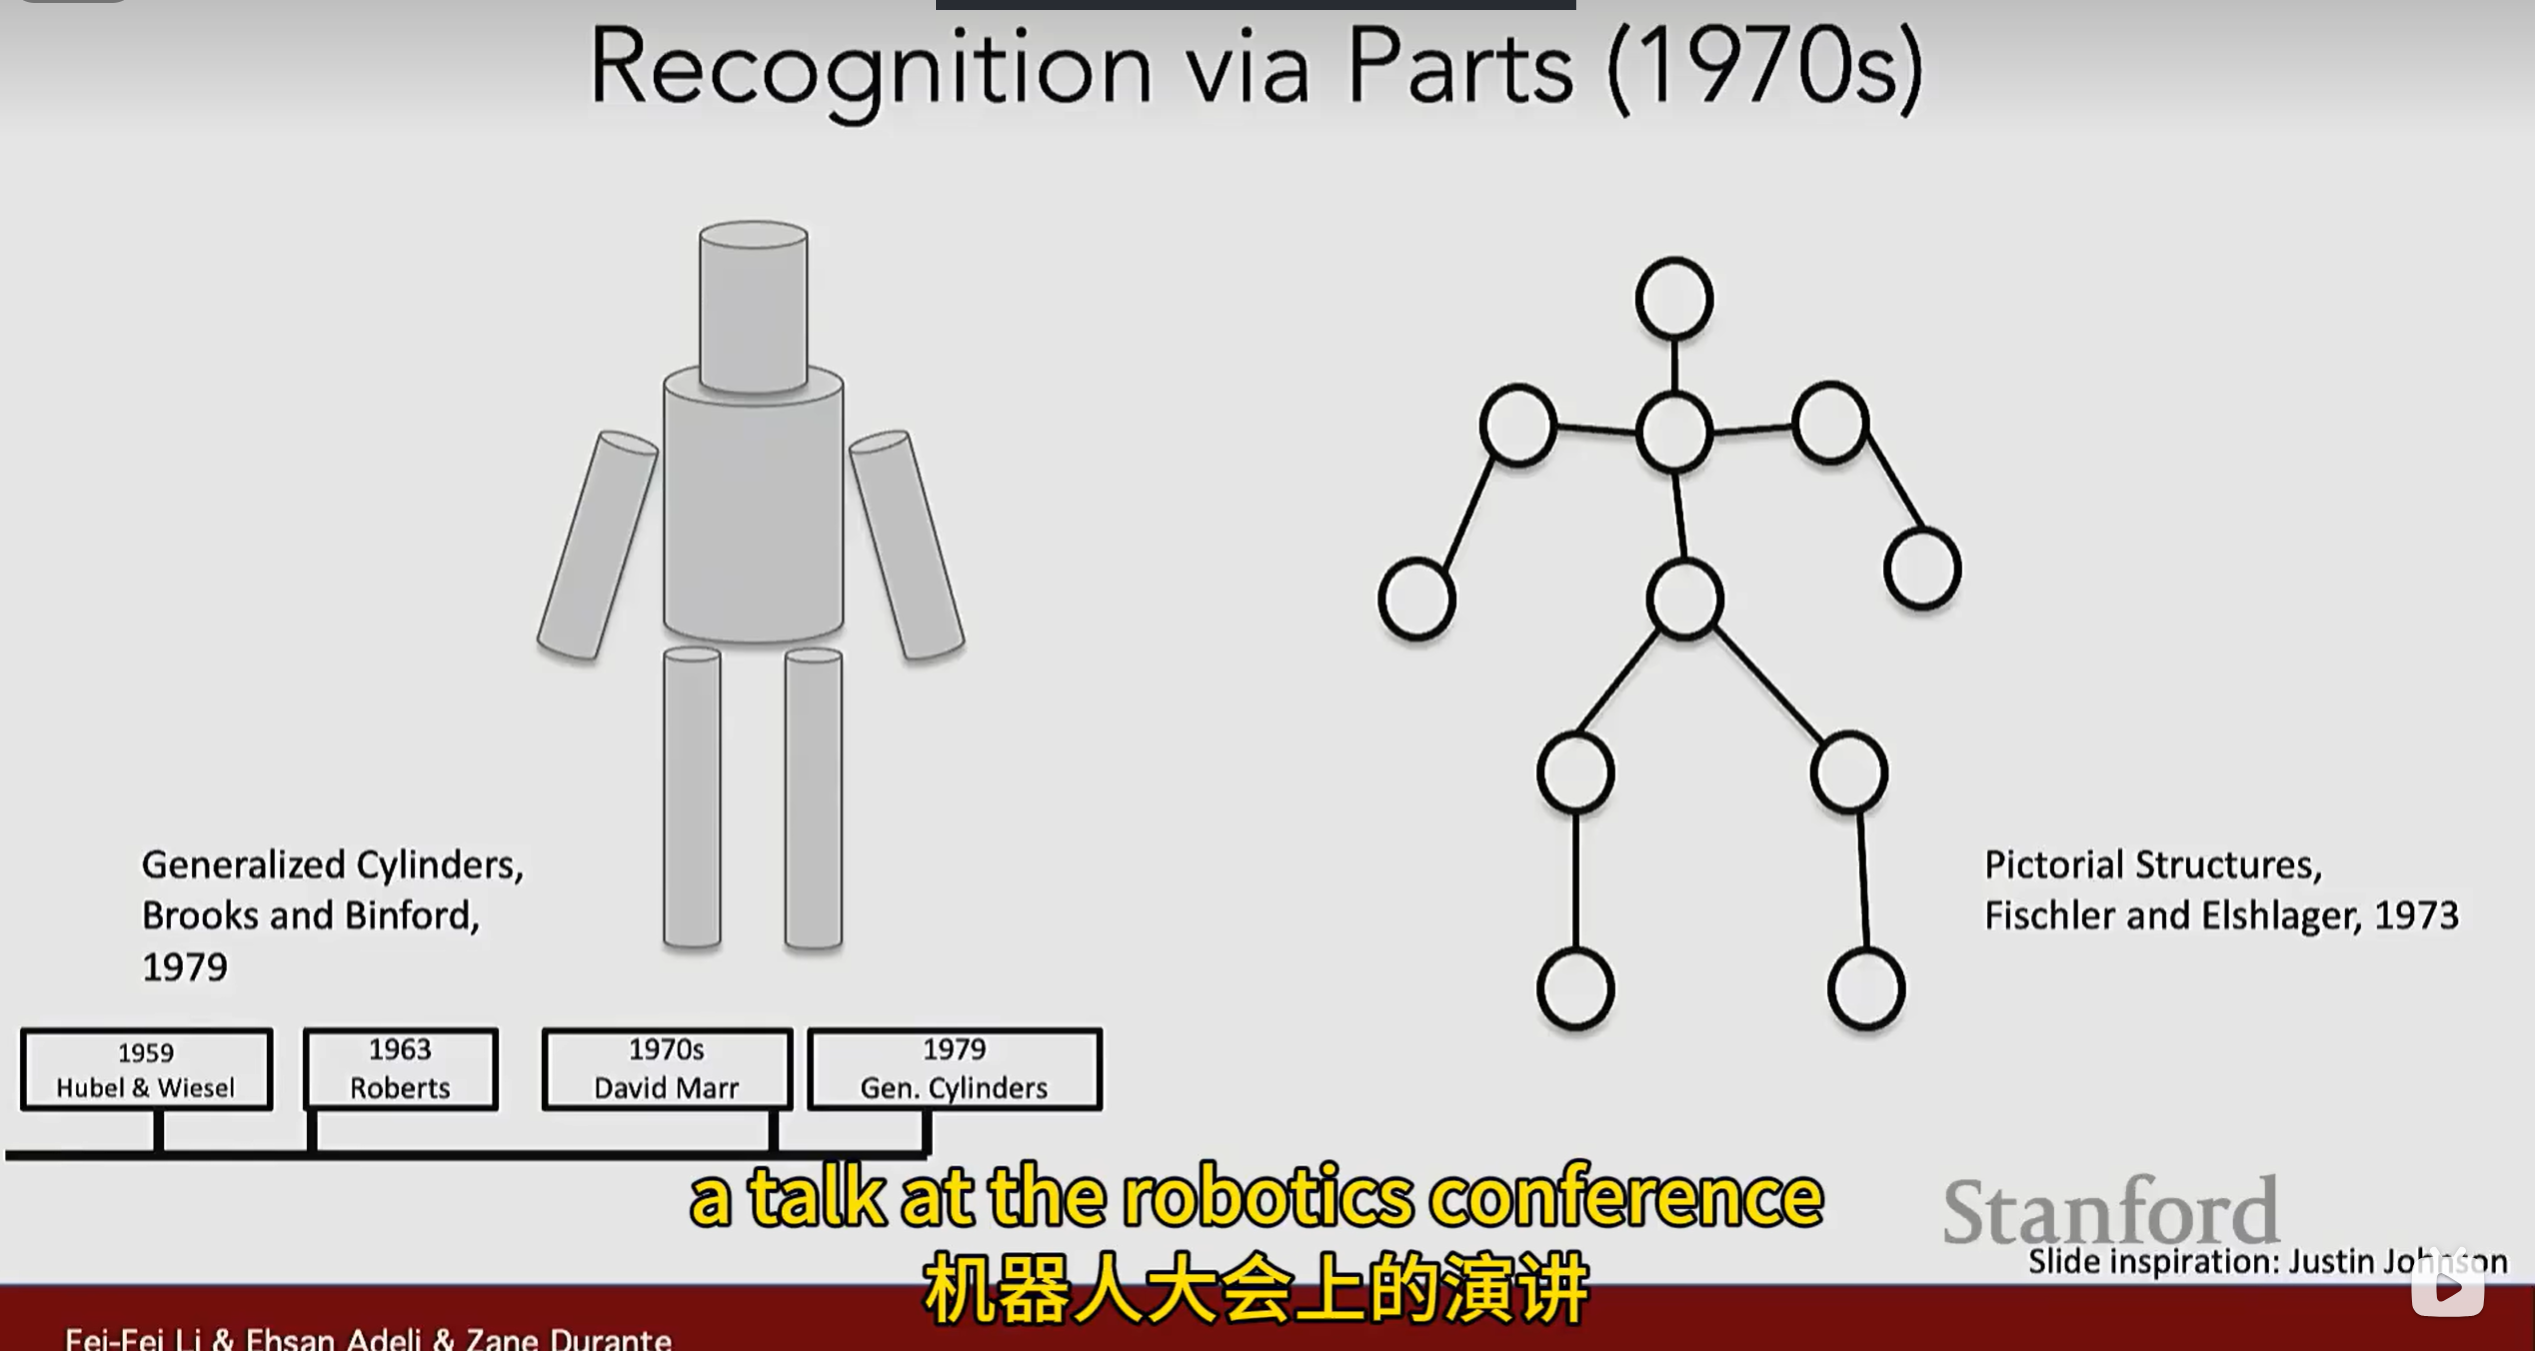 Recognition via Parts (1970s)
Generalized Cylinders,
Brooks and Binford,
1979
Pictorial Structures,
Fischler and Elshlager, 1973
1959
Hubel & Wiesel
1963
Roberts
1970s
David Marr
1979
Gen. Cylinders
a talk at the robotics conference
机器人大会上的演讲
Stanford
Slide inspiration: Justin Johnson
Fei-Fei Li & Ehsan Adeli & Zane Durante